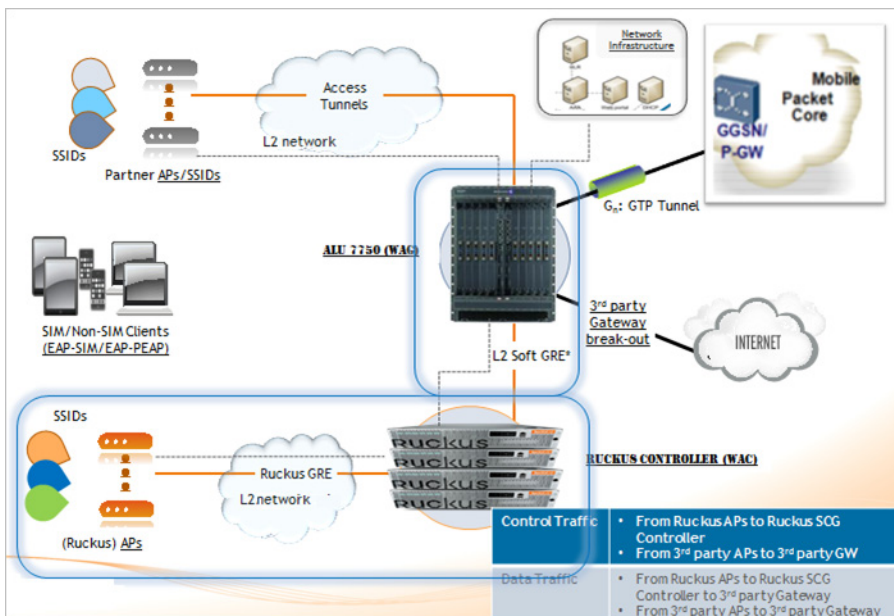 Network
Infrastructure
DHCP
Mobile
Packet
Core
GGSN/
P-GW
Access
Tunnels
L2 network
SSIDs
Partner APs/SSIDs
Gn: GTP Tunnel
ALU 7750 (WAG)
3rd party
Gateway
break-out
INTERNET
SIM/Non-SIM Clients
(EAP-SIM/EAP-PEAP)
L2 Soft GRE*
SSIDs
RUCKUS
RUCKUS
RUCKUS
RUCKUS
RUCKUS CONTROLLER (WAC)
Ruckus GRE
L2network
(Ruckus) APs
Control Traffic
• From Ruckus APs to Ruckus SCG
Controller
• From 3rd party APs to 3rd party GW
Data Traffic
• From Ruckus APs to Ruckus SCG
Controller to 3rd party Gateway
• From 3rd party APs to 3rd party Gateway